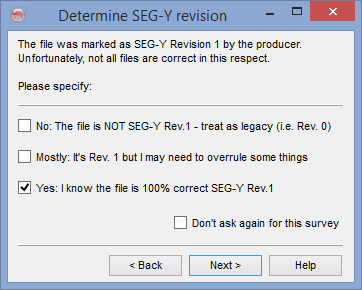 Determine SEG-Y revision
The file was marked as SEG-Y Revision 1 by the producer.
Unfortunately, not all files are correct in this respect.
Please specify:
No: The file is NOT SEG-Y Rev.1 - treat as legacy (i.e. Rev. 0)
Mostly: It's Rev. 1 but I may need to overrule some things
Yes: I know the file is 100% correct SEG-Y Rev.1
Don't ask again for this survey
< Back Next > Help